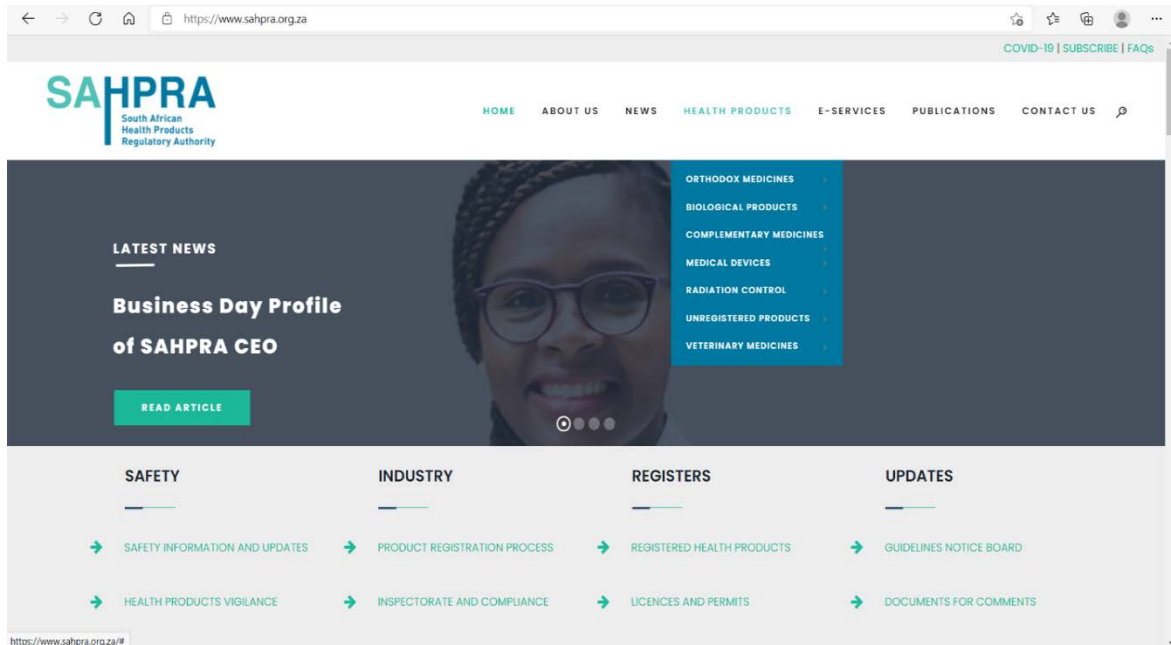 https://www.sahpra.org.za
COVID-19 | SUBSCRIBE | FAQs
SAHPRA
South African
Health Products
Regulatory Authority
HOME ABOUT US NEWS HEALTH PRODUCTS E-SERVICES PUBLICATIONS CONTACT US
ORTHODOX MEDICINES
BIOLOGICAL PRODUCTS
COMPLEMENTARY MEDICINES
MEDICAL DEVICES
RADIATION CONTROL
UNREGISTERED PRODUCTS
VETERINARY MEDICINES
LATEST NEWS
Business Day Profile
of SAHPRA CEO
READ ARTICLE
SAFETY INDUSTRY REGISTERS UPDATES
SAFETY INFORMATION AND UPDATES PRODUCT REGISTRATION PROCESS REGISTERED HEALTH PRODUCTS GUIDELINES NOTICE BOARD
HEALTH PRODUCTS VIGILANCE INSPECTORATE AND COMPLIANCE LICENCES AND PERMITS DOCUMENTS FOR COMMENTS
https://www.sahpra.org.za/#